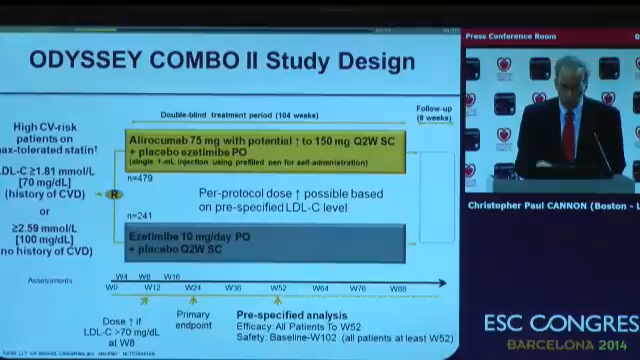 Press Conference Room
ODYSSEY COMBO II Study Design
Double-blind treatment period (104 weeks)
Follow-up
(8 weeks)
High CV-risk
patients on
max-tolerated statin†
LDL-C ≥1.81 mmol/L
[70 mg/dL]
(history of CVD)
or
≥2.59 mmol/L
[100 mg/dL]
no history of CVD)
Alirocumab 75 mg with potential ↑ to 150 mg Q2W SC
+ placebo ezetimibe PO
(single 1-mL injection using prefilled pen for self-administration)
n=479
R
Per-protocol dose ↑ possible based
on pre-specified LDL-C level
n=241
Ezetimibe 10 mg/day PO
+ placebo Q2W SC
Assessments
W0 W4 W8 W12 W16 W24 W36 W52 W64 W76
Dose ↑ if
LDL-C >70 mg/dL
at W8
Primary
endpoint
Pre-specified analysis
Efficacy: All Patients To W52
Safety: Baseline-W102 (all patients at least W52)
Christopher Paul CANNON (Boston -
ESC CONGRES
BARCELONA 2014